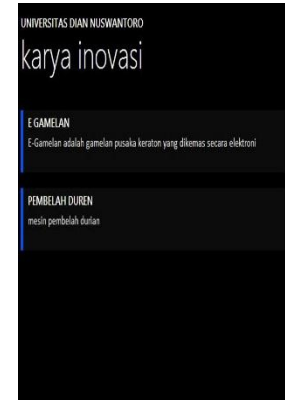 UNIVERSITAS DIAN NUSWANTORO
karya inovasi
E GAMELAN
E-Gamelan adalah gamelan pusaka keraton yang dikemas secara elektroni
PEMBELAH DUREN
mesin pembelah durian